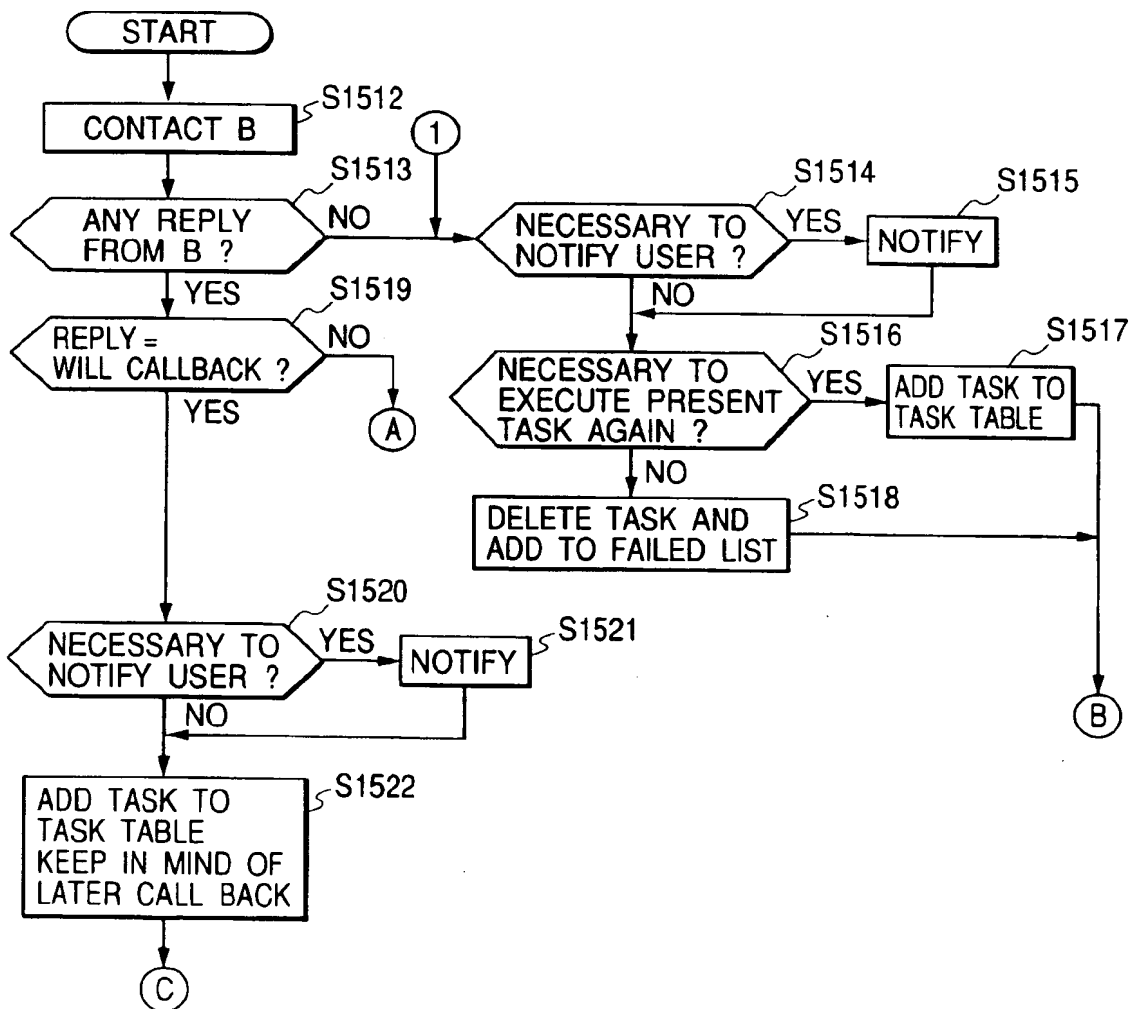 START
S1512
CONTACT B
1
S1513
ANY REPLY
FROM B ?
NO
YES
S1514
NECESSARY TO
NOTIFY USER ?
YES
NO
S1515
NOTIFY
S1519
REPLY =
WILL CALLBACK ?
NO
YES
A
S1516
NECESSARY TO
EXECUTE PRESENT
TASK AGAIN ?
YES
NO
S1517
ADD TASK TO
TASK TABLE
S1518
DELETE TASK AND
ADD TO FAILED LIST
B
S1520
NECESSARY TO
NOTIFY USER ?
YES
NO
S1521
NOTIFY
S1522
ADD TASK TO
TASK TABLE
KEEP IN MIND OF
LATER CALL BACK
C